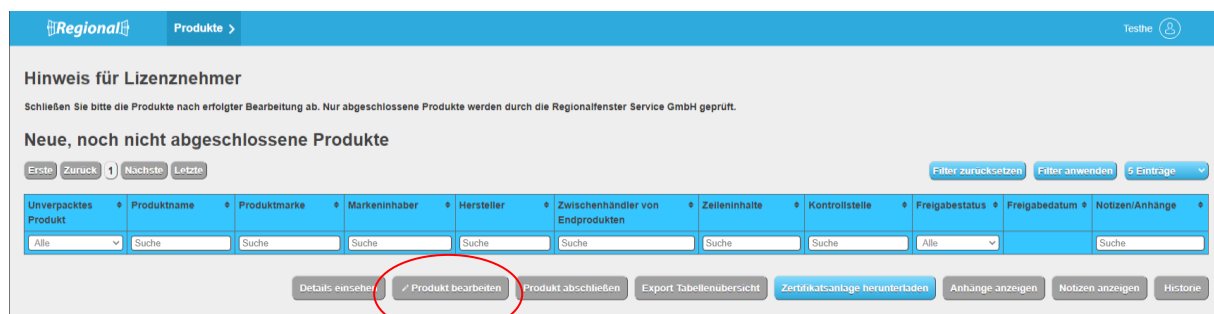 Regional
Produkte >
Testhe
Hinweis für Lizenznehmer
Schließen Sie bitte die Produkte nach erfolgter Bearbeitung ab. Nur abgeschlossene Produkte werden durch die Regionalfenster Service GmbH geprüft.
Neue, noch nicht abgeschlossene Produkte
Erste Zurück 1 Nächste Letzte
Filter zurücksetzen Filter anwenden 5 Einträge
Unverpacktes Produkt Produktname Produktmarke Markeninhaber Hersteller Zwischenhändler von Endprodukten Zeileninhalte Kontrollstelle Freigabestatus Freigabedatum Notizen/Anhänge
Alle Suche Suche Suche Suche Suche Suche Suche Alle Suche
Details einsehen Produkt bearbeiten Produkt abschließen Export Tabellenübersicht Zertifikatsanlage herunterladen Anhänge anzeigen Notizen anzeigen Historie